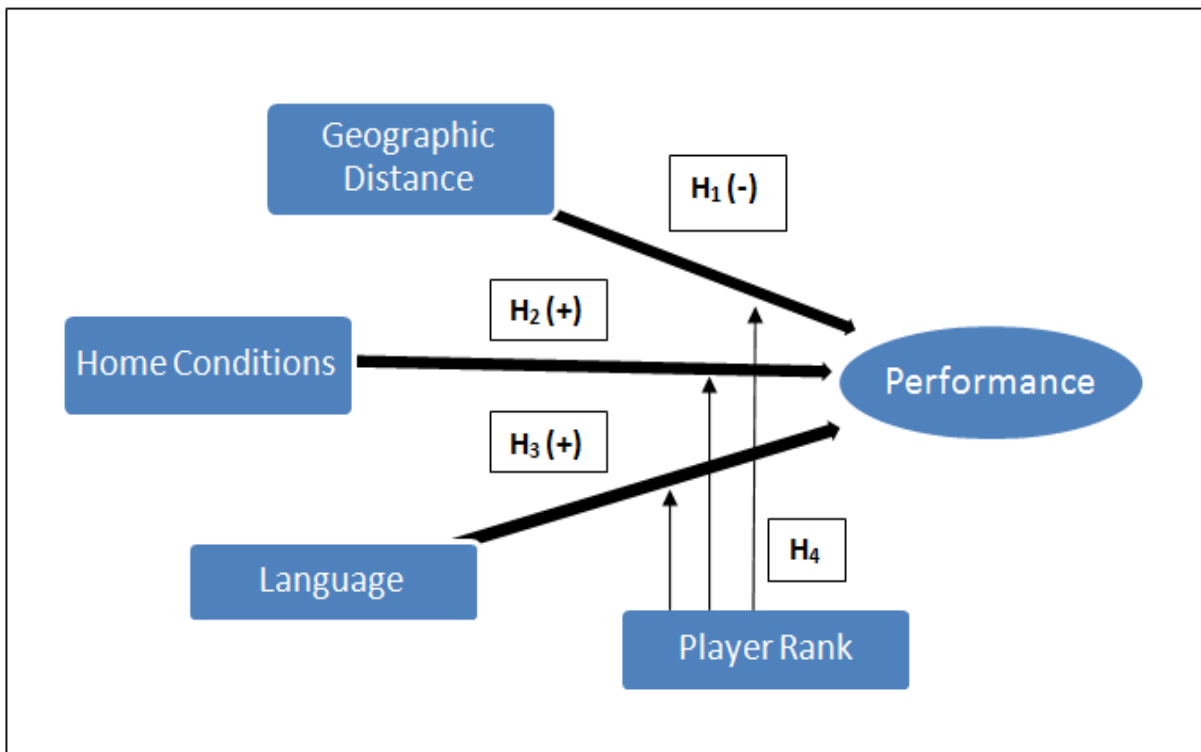 Geographic
Distance
H₁ (-)
H₂ (+)
Home Conditions
Performance
H₃ (+)
H₄
Language
Player Rank